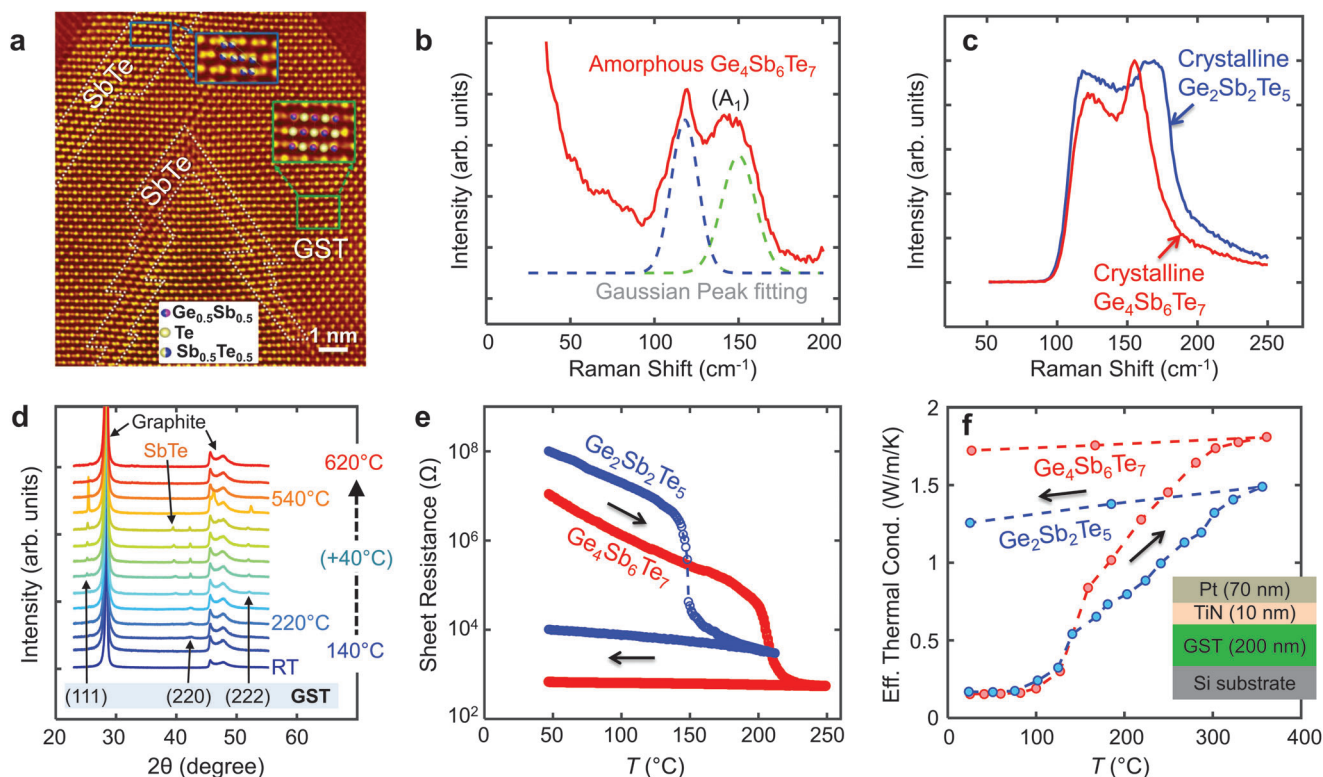 a
SbTe
SbTe
GST
Ge0.5Sb0.5
Te
Sb0.5Te0.5
1 nm
b
Amorphous Ge4Sb6Te7
(A1)
Gaussian Peak fitting
Intensity (arb. units)
0 50 100 150 200
Raman Shift (cm-1)
c
Crystalline
Ge2Sb2Te5
Crystalline
Ge4Sb6Te7
Intensity (arb. units)
50 100 150 200 250
Raman Shift (cm-1)
d
Graphite
SbTe
620°C
540°C
(+40°C)
220°C
140°C
RT
(111) (220) (222) GST
Intensity (arb. units)
20 30 40 50 60
2θ (degree)
e
10^8
10^6
10^4
10^2
Sheet Resistance (Ω)
Ge2Sb2Te5
Ge4Sb6Te7
0 50 100 150 200 250
T (°C)
f
2
1.5
1
0.5
0
Eff. Thermal Cond. (W/m/K)
Ge4Sb6Te7
Ge2Sb2Te5
Pt (70 nm)
TiN (10 nm)
GST (200 nm)
Si substrate
0 100 200 300 400
T (°C)